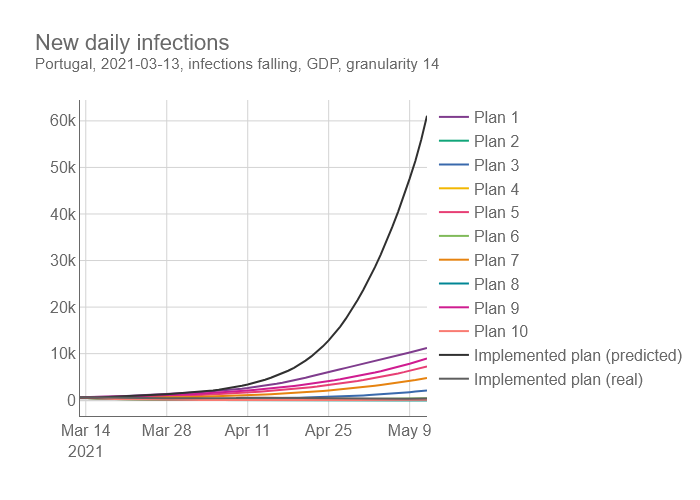 New daily infections
Portugal, 2021-03-13, infections falling, GDP, granularity 14
60k
50k
40k
30k
20k
10k
0
Mar 14
2021
Mar 28
Apr 11
Apr 25
May 9
Plan 1
Plan 2
Plan 3
Plan 4
Plan 5
Plan 6
Plan 7
Plan 8
Plan 9
Plan 10
Implemented plan (predicted)
Implemented plan (real)